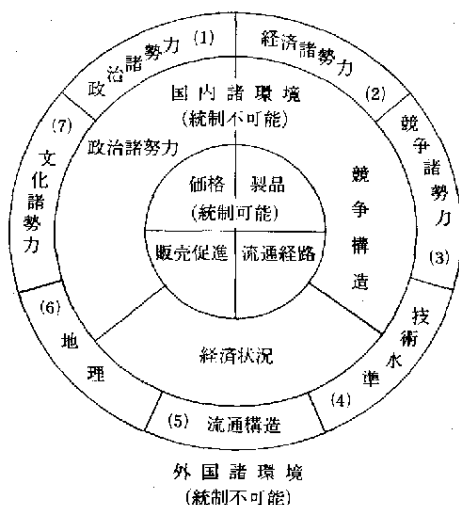 政治諸勢力 (1)
経済諸勢力 (2)
競争諸勢力 (3)
技術水準 (4)
(5) 流通構造
(6) 地理
(7) 文化諸勢力
国内諸環境
(統制不可能)
政治諸努力
競争構造
経済状況
価格 製品
(統制可能)
販売促進 流通経路
外国諸環境
(統制不可能)